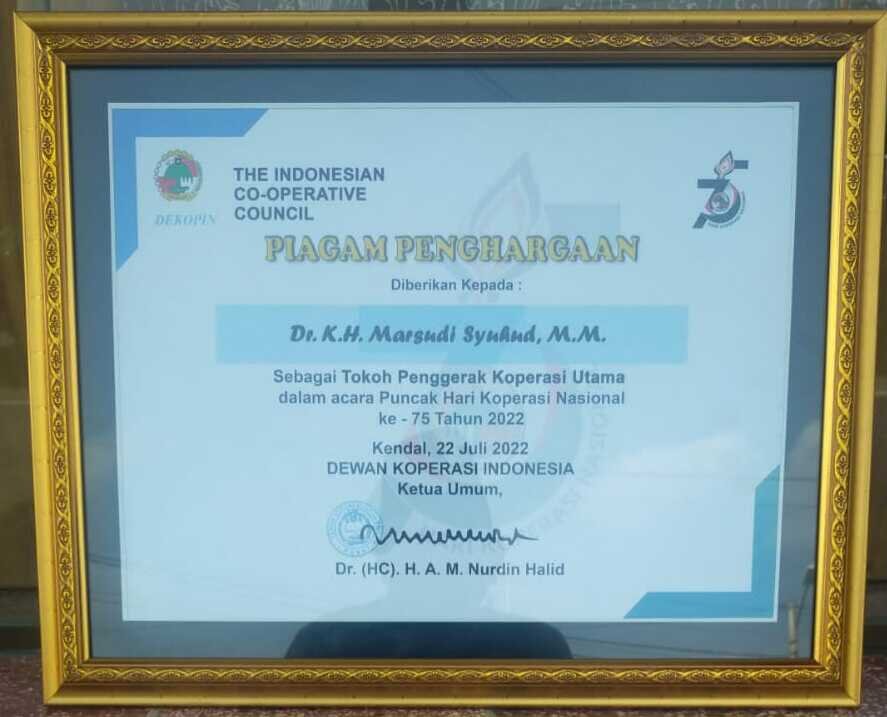 THE INDONESIAN
CO-OPERATIVE
COUNCIL
DEKOPIN
75
PIAGAM PENGHARGAAN
Diberikan Kepada :
Dr. K.H. Marsudi Syuhud, M.M.
Sebagai Tokoh Penggerak Koperasi Utama
dalam acara Puncak Hari Koperasi Nasional
ke - 75 Tahun 2022
Kendal, 22 Juli 2022
DEWAN KOPERASI INDONESIA
Ketua Umum,
Dr. (HC). H. A. M. Nurdin Halid